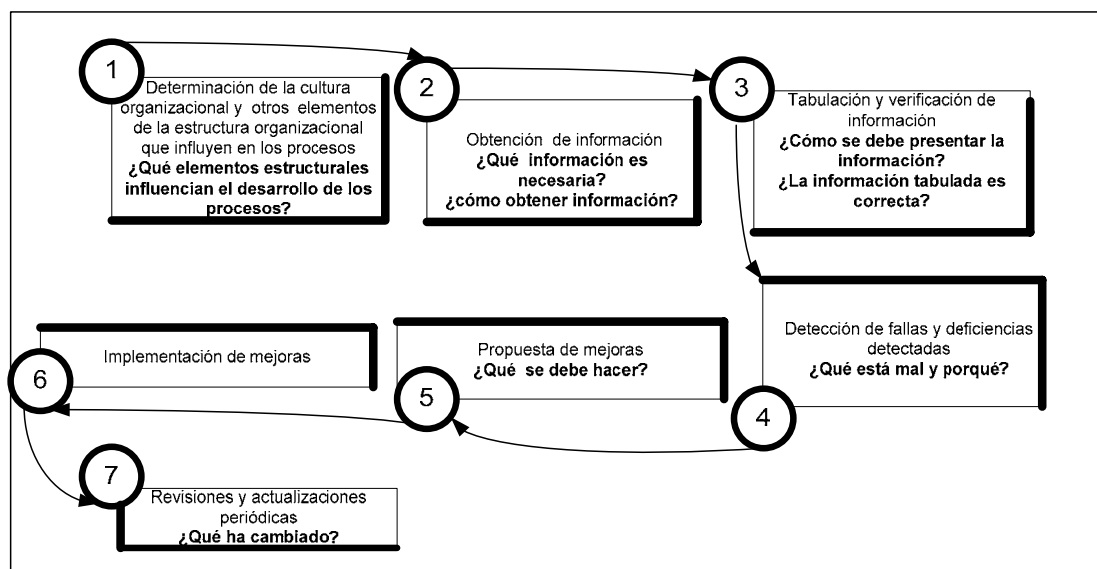 1
Determinación de la cultura
organizacional y otros elementos
de la estructura organizacional
que influyen en los procesos
¿Qué elementos estructurales
influencian el desarrollo de los
procesos?
2
Obtención de información
¿Qué información es
necesaria?
¿cómo obtener información?
3
Tabulación y verificación de
información
¿Cómo se debe presentar la
información?
¿La información tabulada es
correcta?
4
Detección de fallas y deficiencias
detectadas
¿Qué está mal y porqué?
5
Propuesta de mejoras
¿Qué se debe hacer?
6
Implementación de mejoras
7
Revisiones y actualizaciones
periódicas
¿Qué ha cambiado?